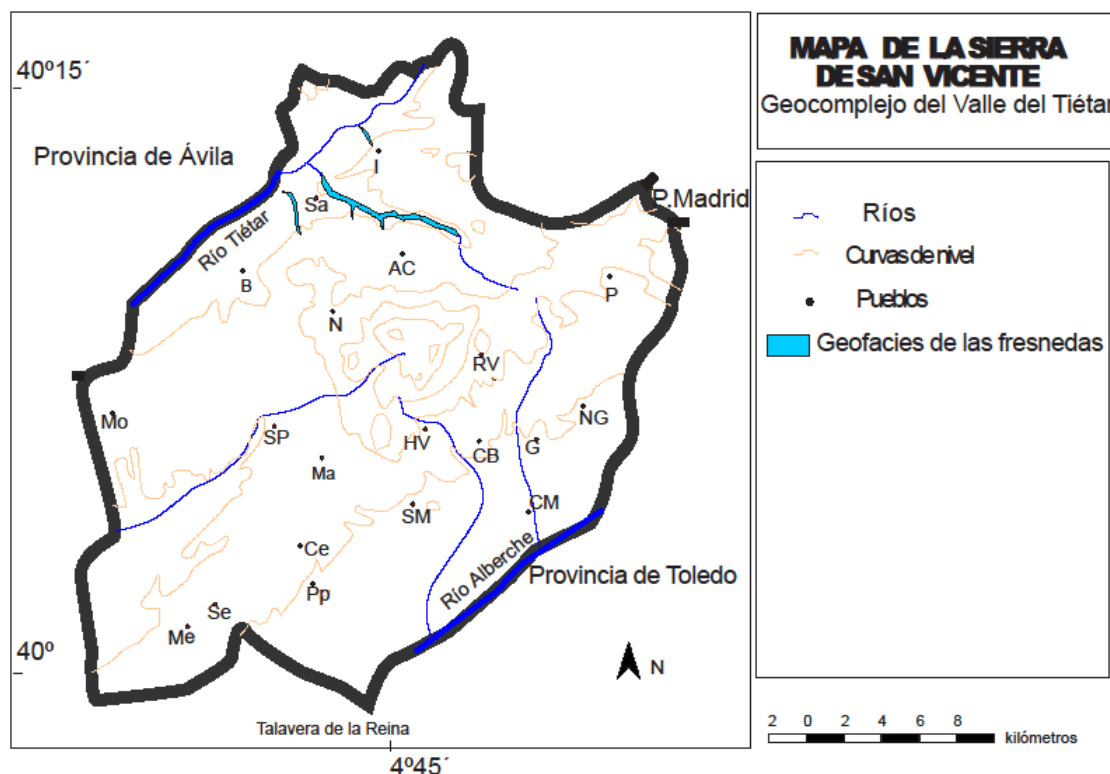 MAPA DE LA SIERRA
DE SAN VICENTE
Geocomplejo del Valle del Tiétar
40º15´
Provincia de Ávila
P.Madrid
I
Sa
Río Tiétar
AC
B
P
N
RV
Mo
NG
SP
HV
CB
G
Ma
SM
CM
Ce
Río Alberche
Provincia de Toledo
Pp
Se
Me
40º
N
Talavera de la Reina
4º45´
Ríos
Curvas de nivel
Pueblos
Geofacies de las fresnedas
2 0 2 4 6 8
kilómetros